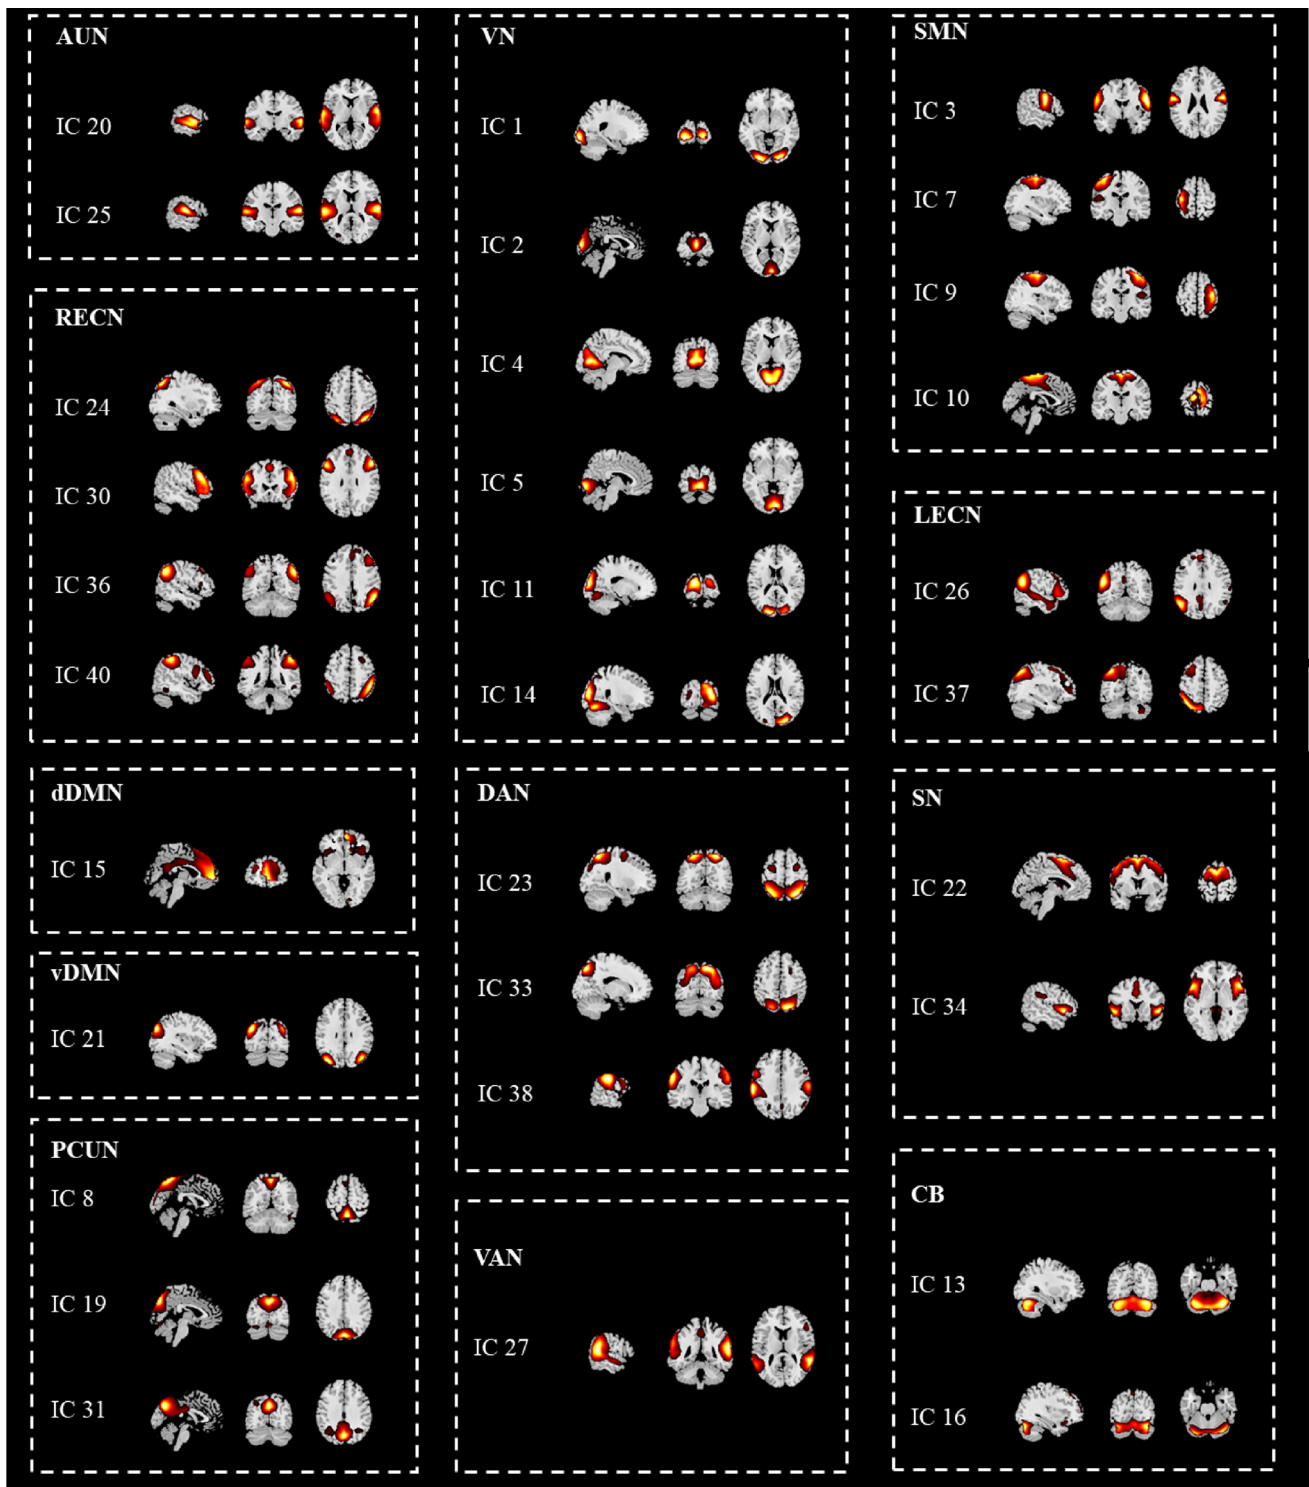 AUN
IC 20
IC 25
RECN
IC 24
IC 30
IC 36
IC 40
dDMN
IC 15
vDMN
IC 21
PCUN
IC 8
IC 19
IC 31
VN
IC 1
IC 2
IC 4
IC 5
IC 11
IC 14
DAN
IC 23
IC 33
IC 38
VAN
IC 27
SMN
IC 3
IC 7
IC 9
IC 10
LECN
IC 26
IC 37
SN
IC 22
IC 34
CB
IC 13
IC 16